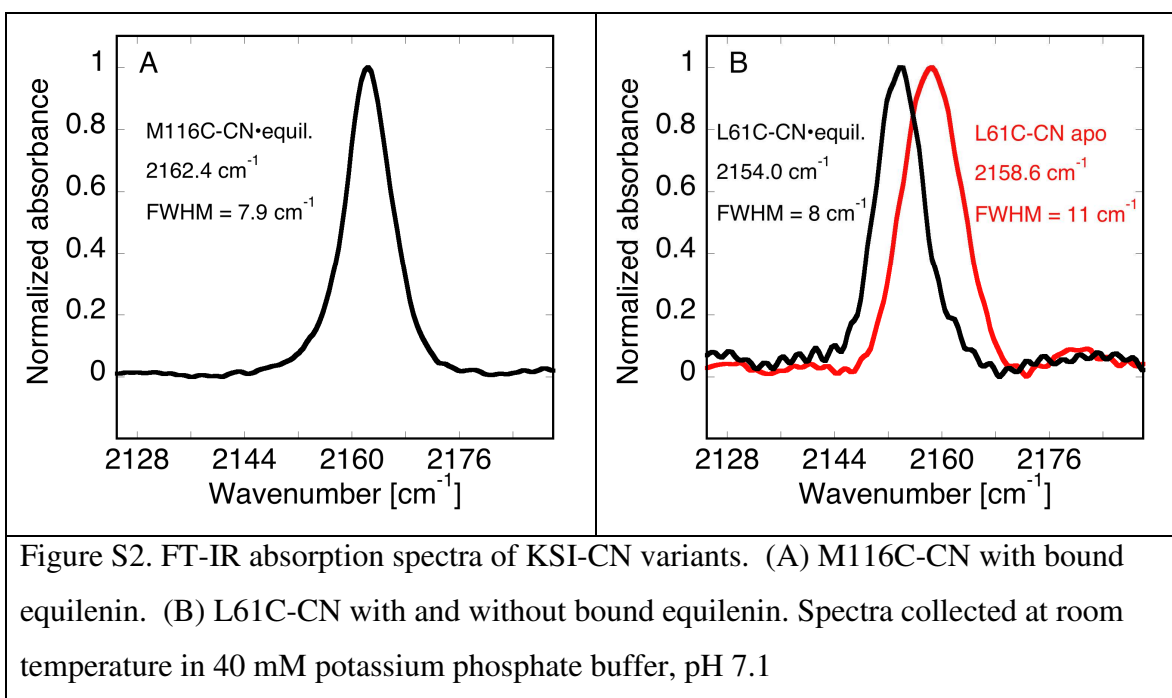 A
1
0.8
0.6
0.4
0.2
0
Normalized absorbance
M116C-CN•equil.
2162.4 cm-1
FWHM = 7.9 cm-1
2128 2144 2160 2176
Wavenumber [cm-1]
B
1
0.8
0.6
0.4
0.2
0
Normalized absorbance
L61C-CN•equil.
2154.0 cm-1
FWHM = 8 cm-1
L61C-CN apo
2158.6 cm-1
FWHM = 11 cm-1
2128 2144 2160 2176
Wavenumber [cm-1]
Figure S2. FT-IR absorption spectra of KSI-CN variants. (A) M116C-CN with bound
equilenin. (B) L61C-CN with and without bound equilenin. Spectra collected at room
temperature in 40 mM potassium phosphate buffer, pH 7.1